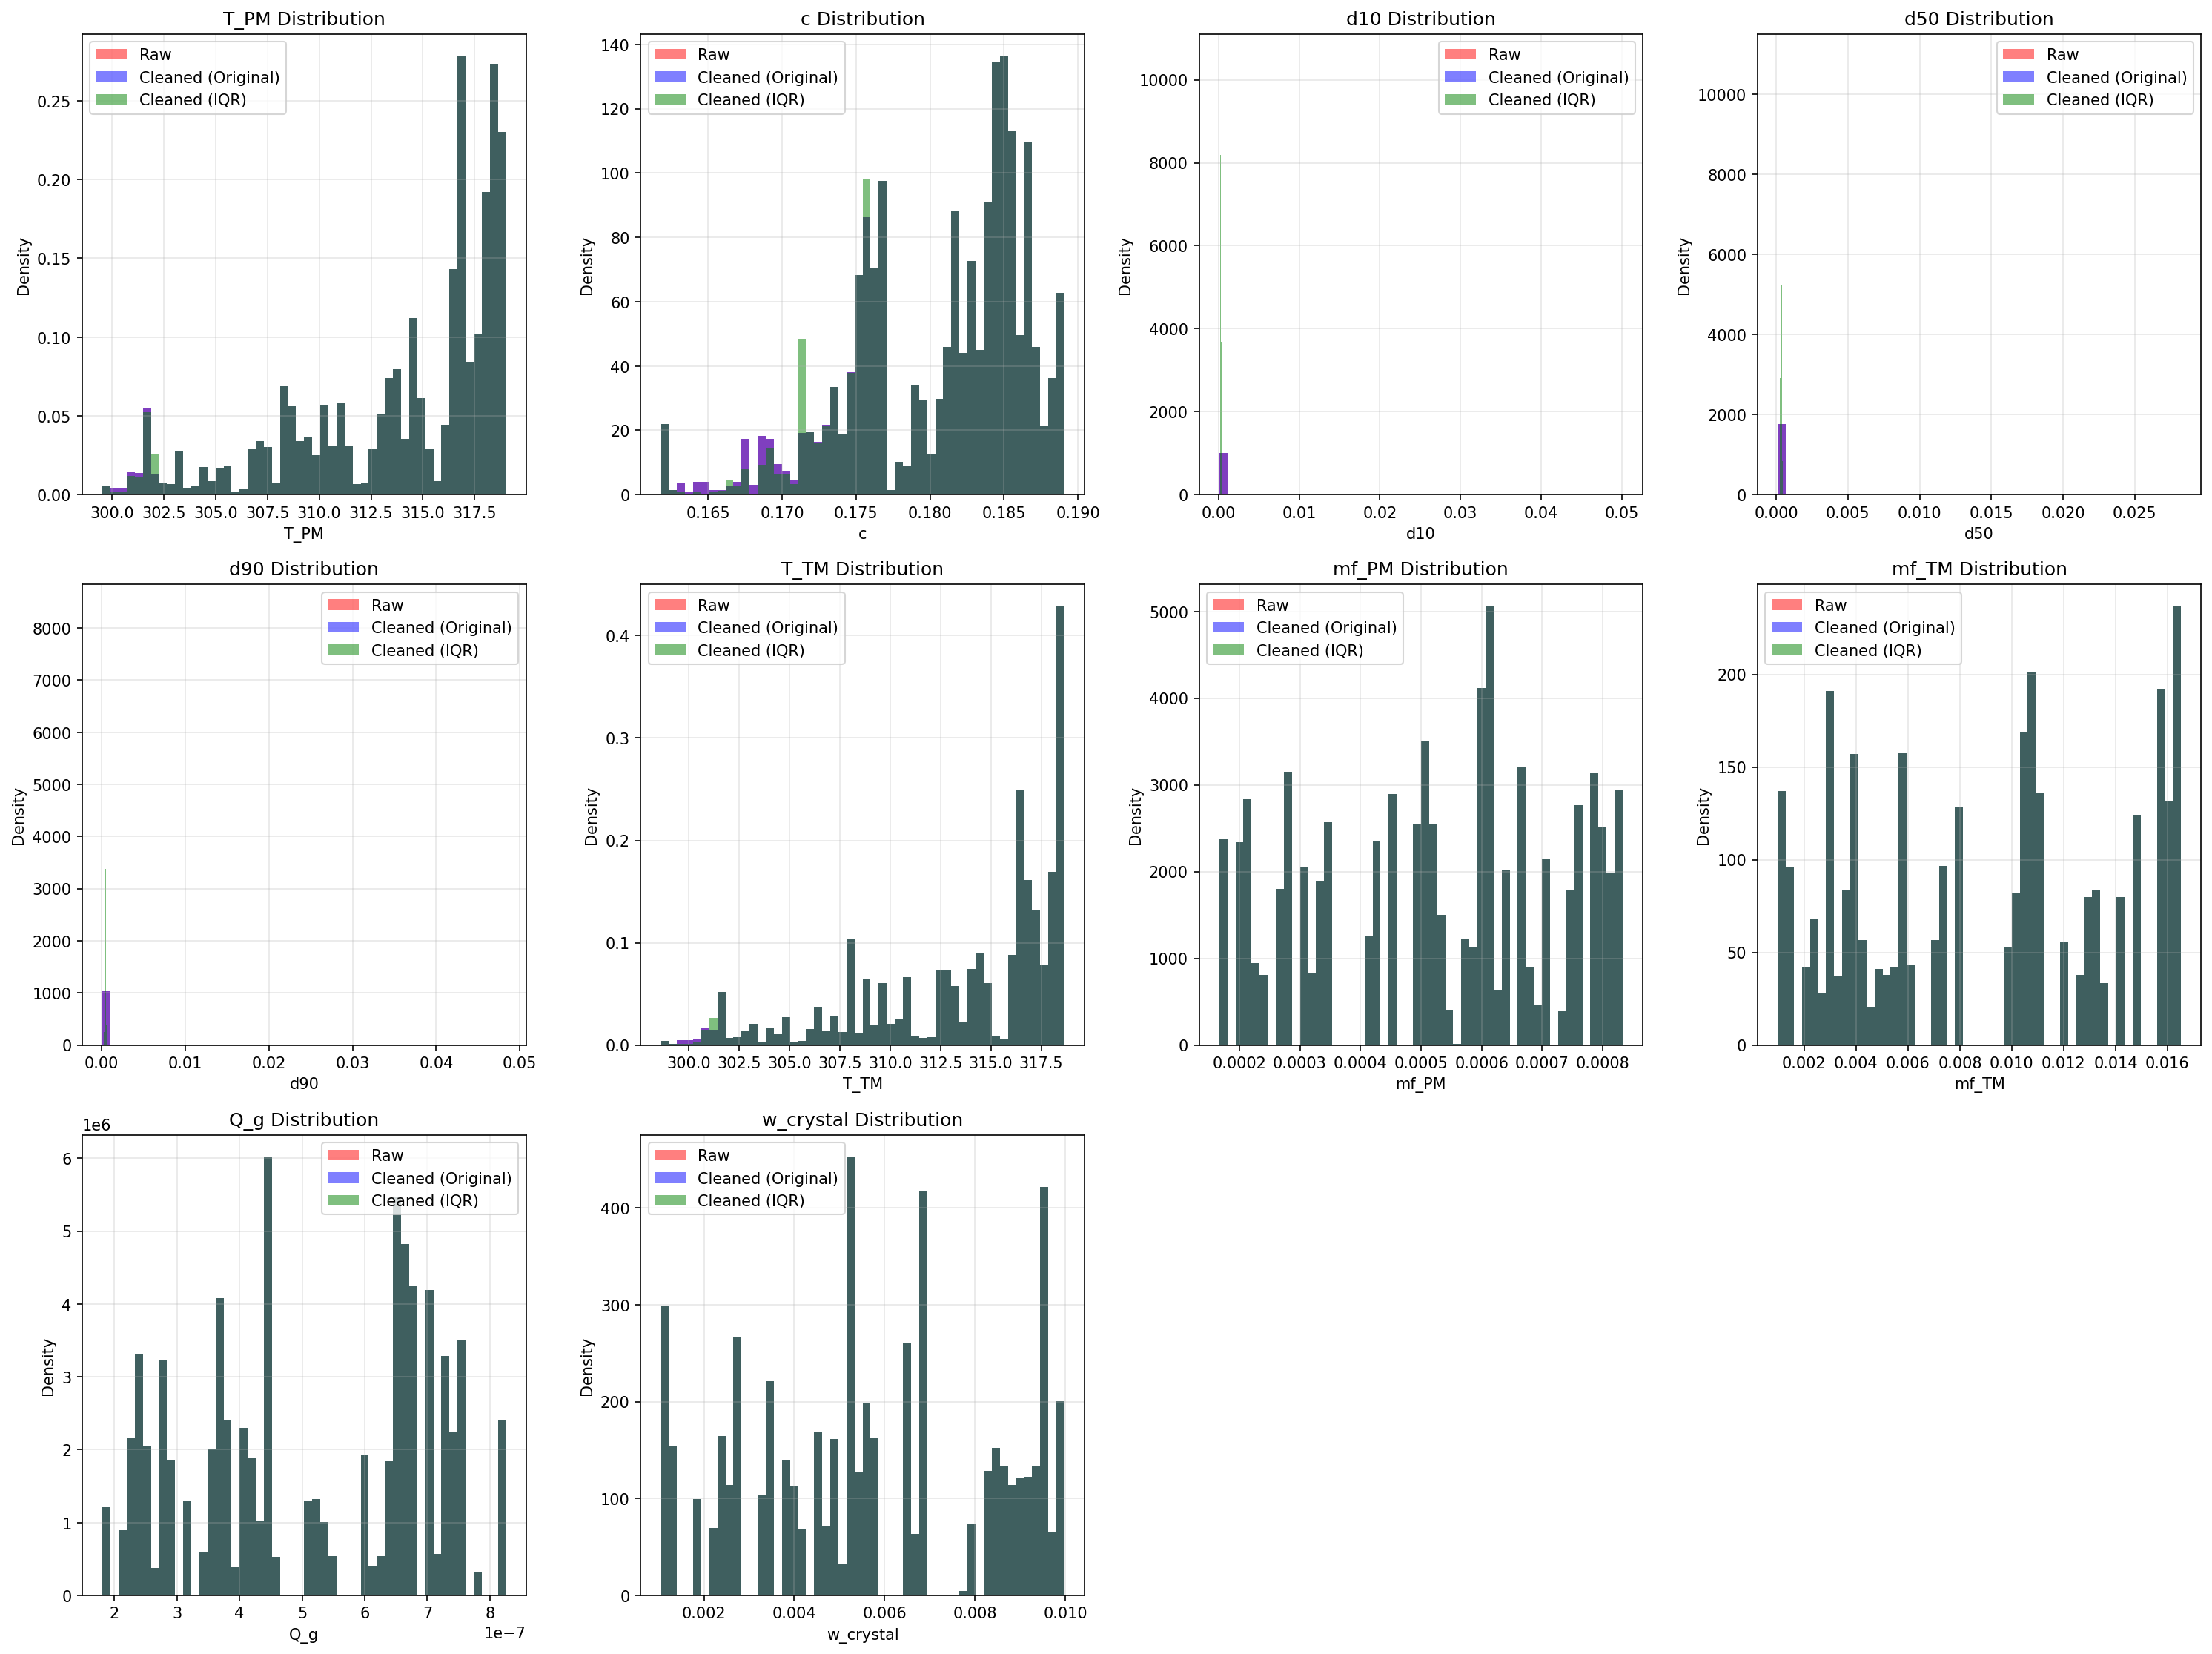 T_PM Distribution
Raw
Cleaned (Original)
Cleaned (IQR)
Density
0.25
0.20
0.15
0.10
0.05
0.00
300.0 302.5 305.0 307.5 310.0 312.5 315.0 317.5
T_PM
c Distribution
Raw
Cleaned (Original)
Cleaned (IQR)
Density
140
120
100
80
60
40
20
0
0.165 0.170 0.175 0.180 0.185 0.190
c
d10 Distribution
Raw
Cleaned (Original)
Cleaned (IQR)
Density
10000
8000
6000
4000
2000
0
0.00 0.01 0.02 0.03 0.04 0.05
d10
d50 Distribution
Raw
Cleaned (Original)
Cleaned (IQR)
Density
10000
8000
6000
4000
2000
0
0.000 0.005 0.010 0.015 0.020 0.025
d50
d90 Distribution
Raw
Cleaned (Original)
Cleaned (IQR)
Density
8000
7000
6000
5000
4000
3000
2000
1000
0
0.00 0.01 0.02 0.03 0.04 0.05
d90
T_TM Distribution
Raw
Cleaned (Original)
Cleaned (IQR)
Density
0.4
0.3
0.2
0.1
0.0
300.0 302.5 305.0 307.5 310.0 312.5 315.0 317.5
T_TM
mf_PM Distribution
Raw
Cleaned (Original)
Cleaned (IQR)
Density
5000
4000
3000
2000
1000
0
0.0002 0.0003 0.0004 0.0005 0.0006 0.0007 0.0008
mf_PM
mf_TM Distribution
Raw
Cleaned (Original)
Cleaned (IQR)
Density
200
150
100
50
0
0.002 0.004 0.006 0.008 0.010 0.012 0.014 0.016
mf_TM
Q_g Distribution
1e6
Raw
Cleaned (Original)
Cleaned (IQR)
Density
6
5
4
3
2
1
0
2 3 4 5 6 7 8
1e−7
Q_g
w_crystal Distribution
Raw
Cleaned (Original)
Cleaned (IQR)
Density
400
300
200
100
0
0.002 0.004 0.006 0.008 0.010
w_crystal